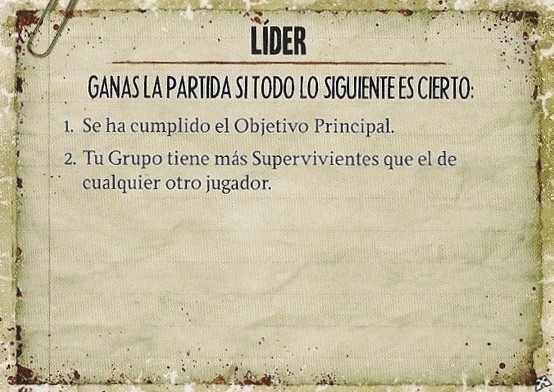 LÍDER
GANAS LA PARTIDA SI TODO LO SIGUIENTE ES CIERTO:
1. Se ha cumplido el Objetivo Principal.
2. Tu Grupo tiene más Supervivientes que el de
cualquier otro jugador.